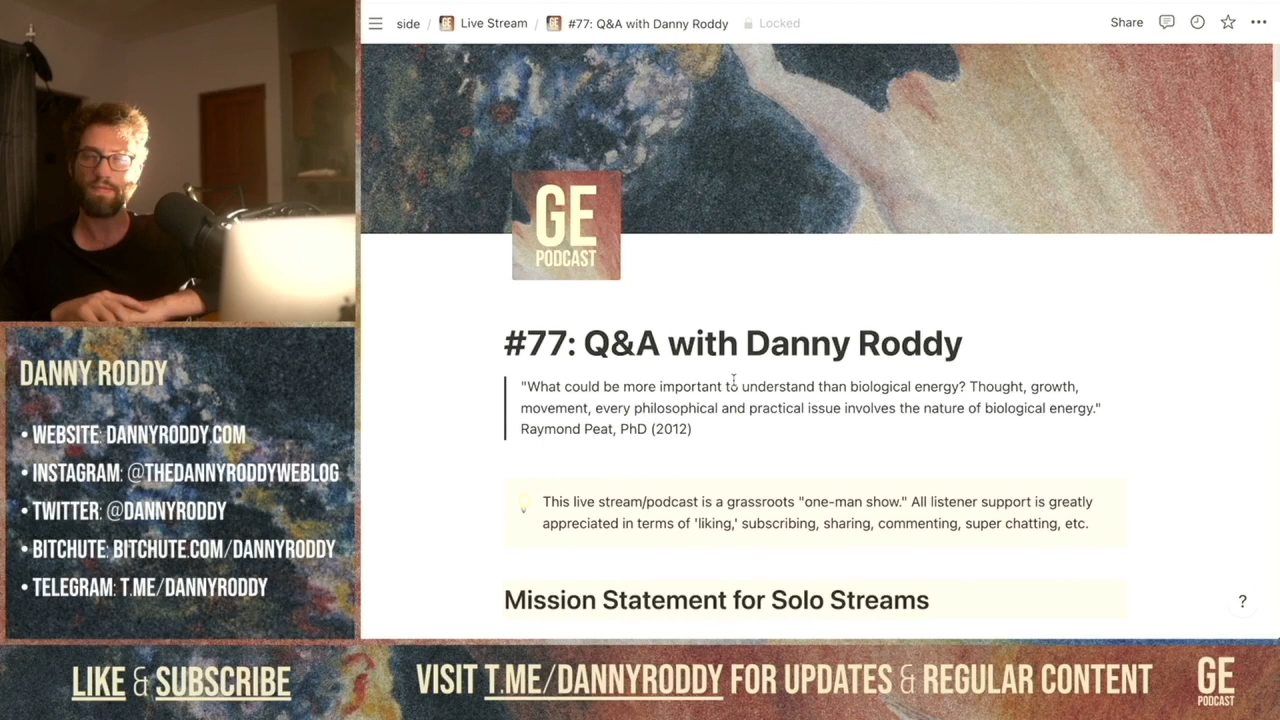 side / GE Live Stream / GE #77: Q&A with Danny Roddy Locked
Share
GE
PODCAST
#77: Q&A with Danny Roddy
"What could be more important to understand than biological energy? Thought, growth,
movement, every philosophical and practical issue involves the nature of biological energy."
Raymond Peat, PhD (2012)
This live stream/podcast is a grassroots "one-man show." All listener support is greatly
appreciated in terms of 'liking,' subscribing, sharing, commenting, super chatting, etc.
Mission Statement for Solo Streams
?
DANNY RODDY
• WEBSITE: DANNYRODDY.COM
• INSTAGRAM: @THEDANNYRODDYWEBLOG
• TWITTER: @DANNYRODDY
• BITCHUTE: BITCHUTE.COM/DANNYRODDY
• TELEGRAM: T.ME/DANNYRODDY
LIKE & SUBSCRIBE
VISIT T.ME/DANNYRODDY FOR UPDATES & REGULAR CONTENT
GE
PODCAST